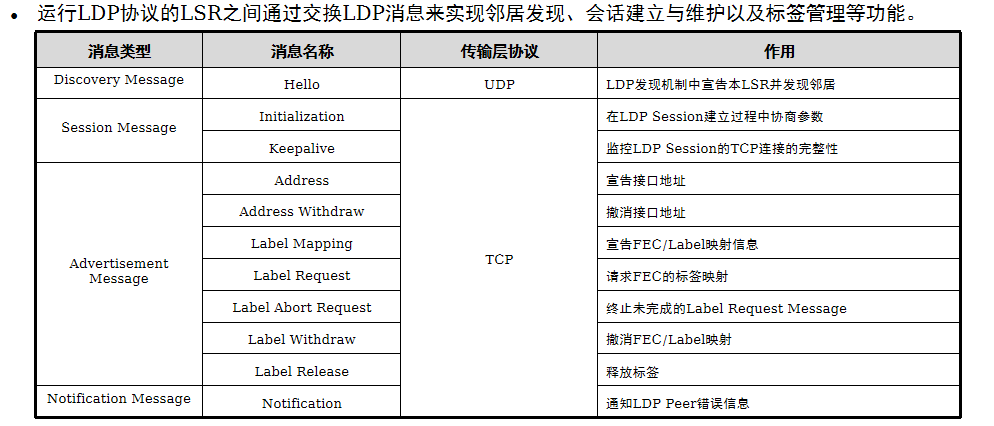 • 运行LDP协议的LSR之间通过交换LDP消息来实现邻居发现、会话建立与维护以及标签管理等功能。
消息类型 消息名称 传输层协议 作用
Discovery Message Hello UDP LDP发现机制中宣告本LSR并发现邻居
Session Message Initialization TCP 在LDP Session建立过程中协商参数
Keepalive 监控LDP Session的TCP连接的完整性
Advertisement
Message Address 宣告接口地址
Address Withdraw 撤消接口地址
Label Mapping 宣告FEC/Label映射信息
Label Request 请求FEC的标签映射
Label Abort Request 终止未完成的Label Request Message
Label Withdraw 撤消FEC/Label映射
Label Release 释放标签
Notification Message Notification 通知LDP Peer错误信息